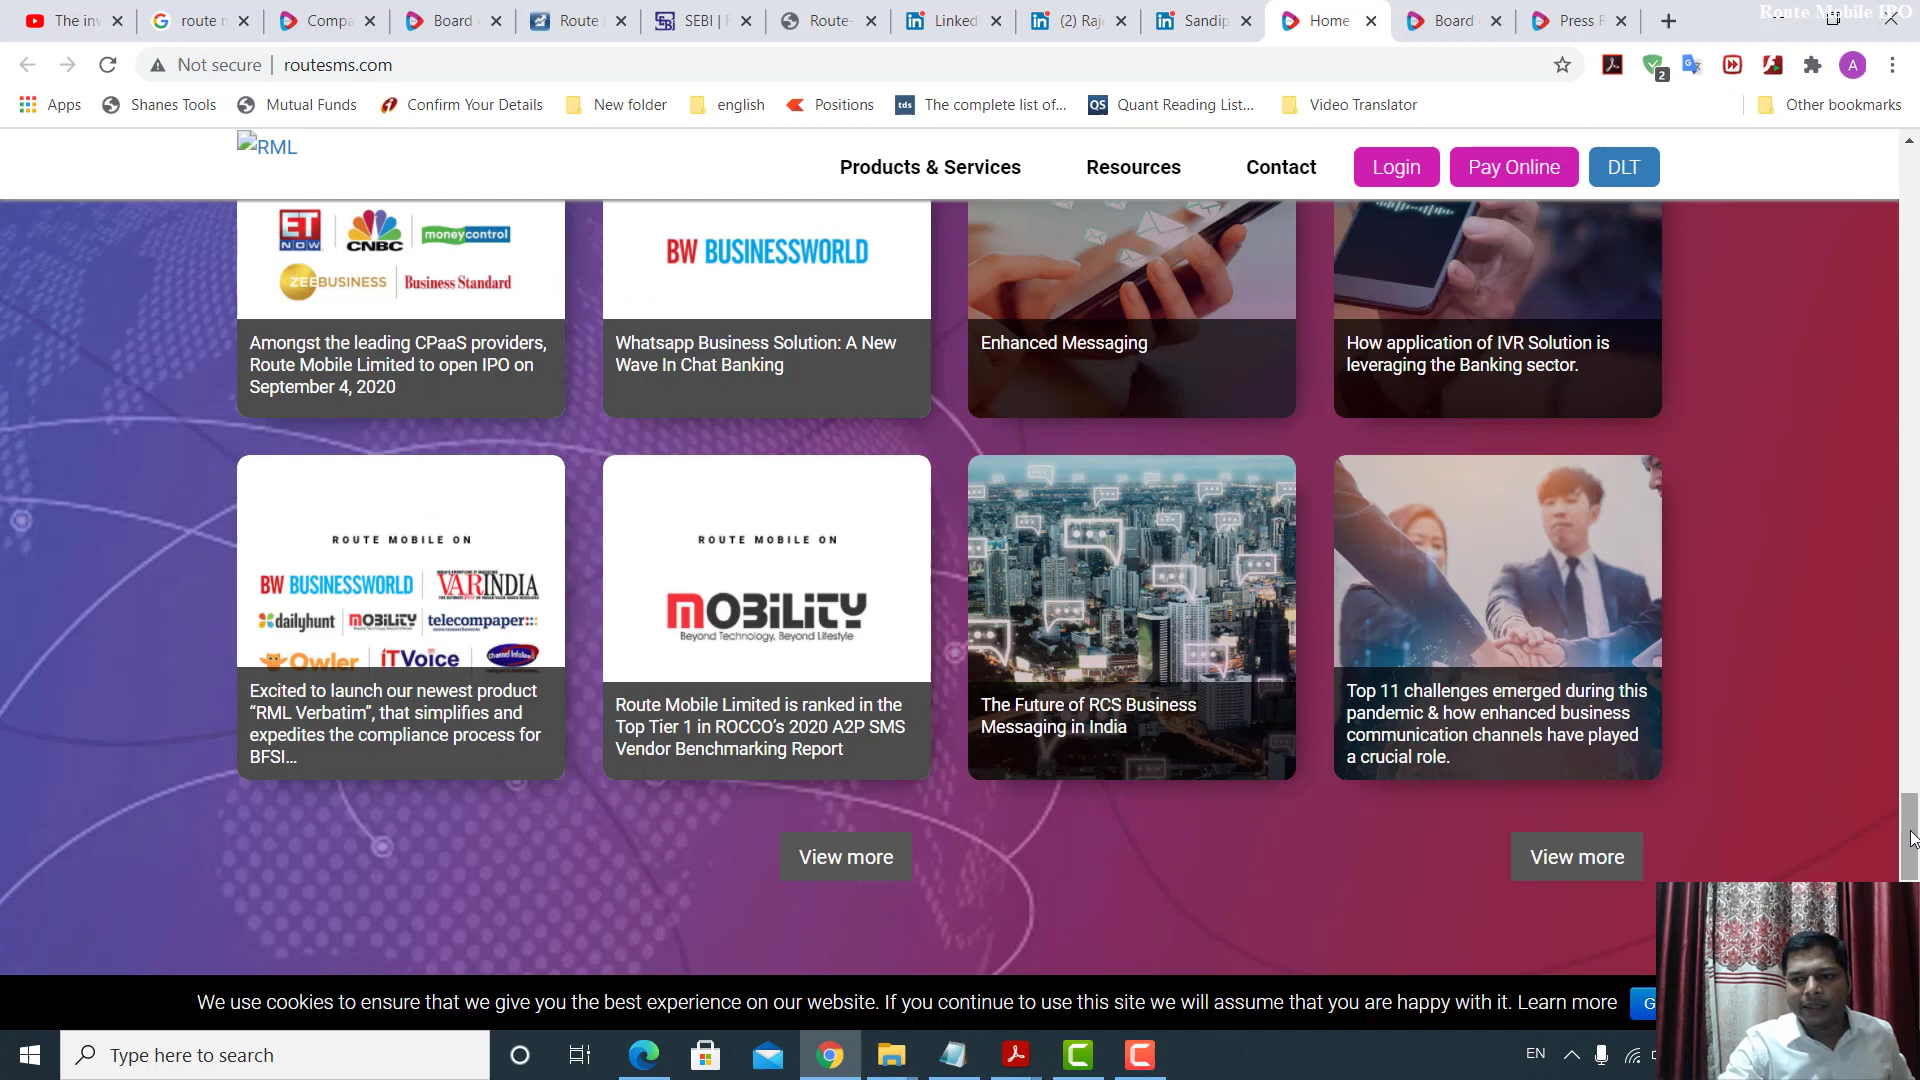 The inv
route r
Compa
Board
Route
SEBI | F
Route-
Linked
(2) Raj
Sandip
Home
Board
Press R
Route Mobile IPO
Not secure
routesms.com
2
A
Apps
Shanes Tools
Mutual Funds
Confirm Your Details
New folder
english
Positions
tds
The complete list of...
QS
Quant Reading List...
Video Translator
Other bookmarks
RML
Products & Services
Resources
Contact
Login
Pay Online
DLT
ET NOW
CNBC
moneycontrol
ZEEBUSINESS
Business Standard
BW BUSINESSWORLD
Amongst the leading CPaaS providers,
Route Mobile Limited to open IPO on
September 4, 2020
Whatsapp Business Solution: A New
Wave In Chat Banking
Enhanced Messaging
How application of IVR Solution is
leveraging the Banking sector.
ROUTE MOBILE ON
BW BUSINESSWORLD
VARINDIA
dailyhunt
MOBILITY
telecompaper
Owler
iTVoice
Excited to launch our newest product
“RML Verbatim”, that simplifies and
expedites the compliance process for
BFSI...
ROUTE MOBILE ON
MOBILITY
Beyond Technology, Beyond Lifestyle
Route Mobile Limited is ranked in the
Top Tier 1 in ROCCO’s 2020 A2P SMS
Vendor Benchmarking Report
The Future of RCS Business
Messaging in India
Top 11 challenges emerged during this
pandemic & how enhanced business
communication channels have played
a crucial role.
View more
View more
We use cookies to ensure that we give you the best experience on our website. If you continue to use this site we will assume that you are happy with it. Learn more
G
Type here to search
EN